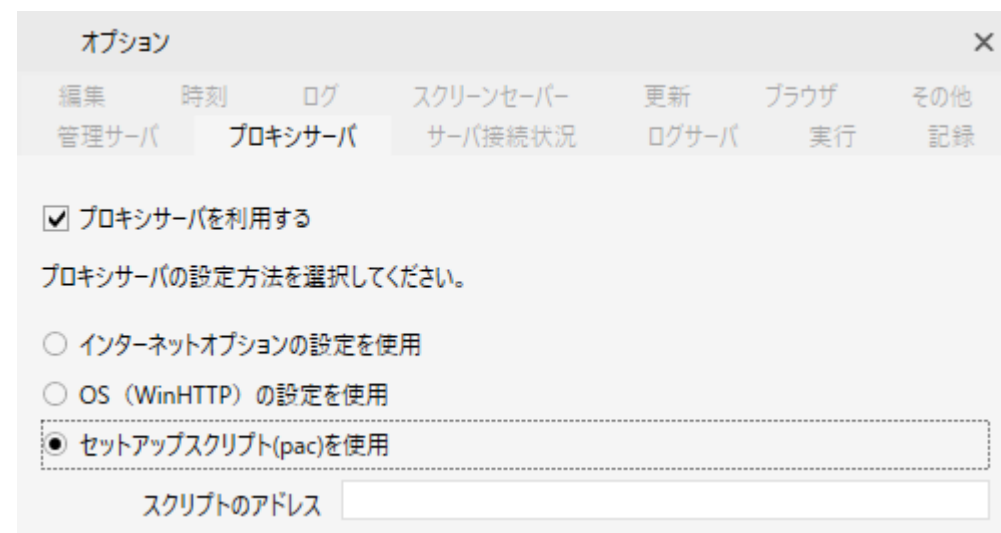 オプション
編集 時刻 ログ スクリーンセーバー 更新 ブラウザ その他
管理サーバ プロキシサーバ サーバ接続状況 ログサーバ 実行 記録
プロキシサーバを利用する
プロキシサーバの設定方法を選択してください。
インターネットオプションの設定を使用
OS（WinHTTP）の設定を使用
セットアップスクリプト(pac)を使用
スクリプトのアドレス